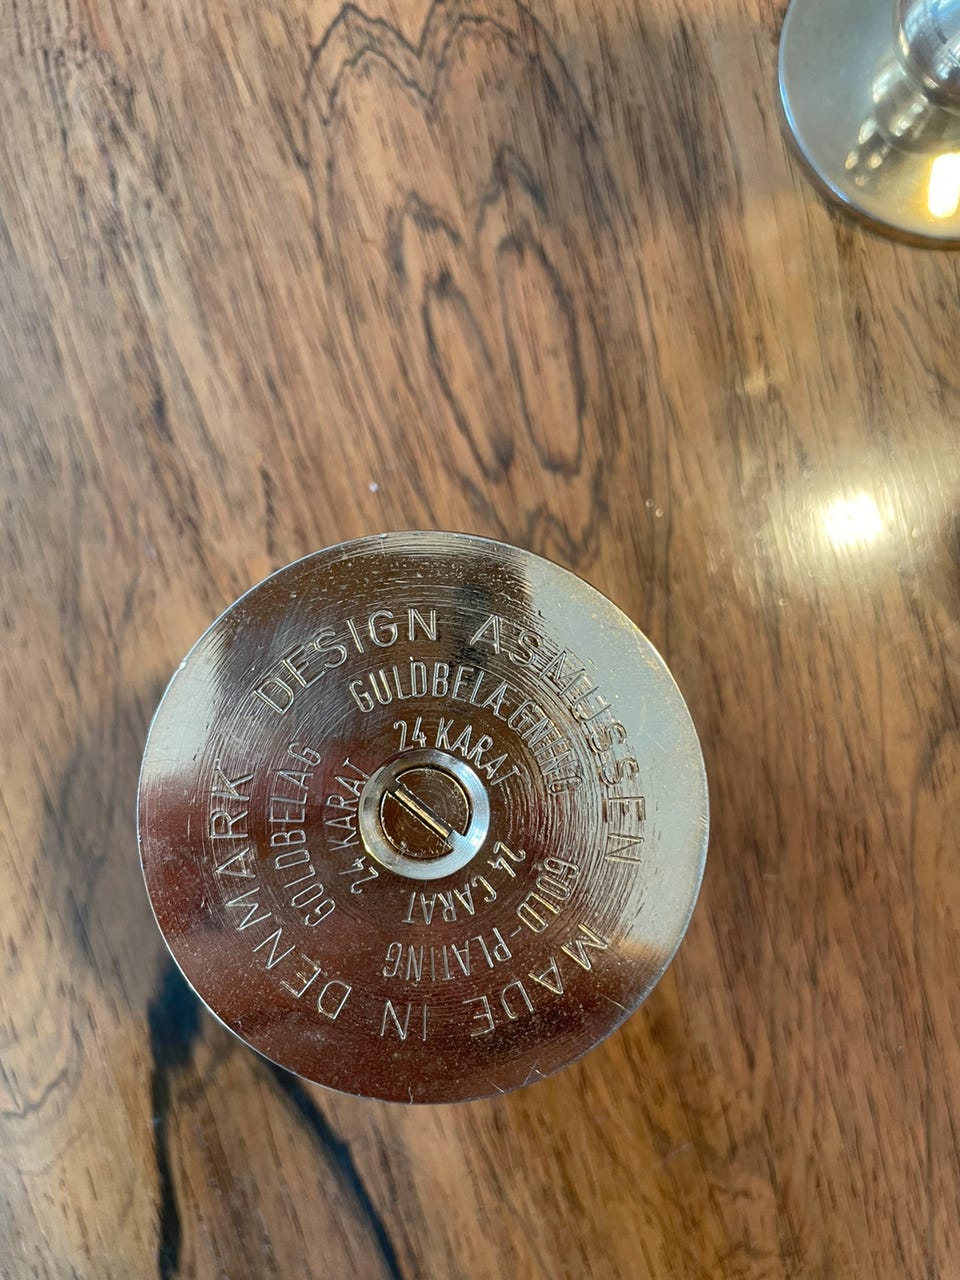 DESIGN ASMUSSEN
MADE IN DENMARK
GULDBELÆGNING
24 KARAT
GOLD-PLATING
24 CARAT
GOLDBELAG
24 KARAT